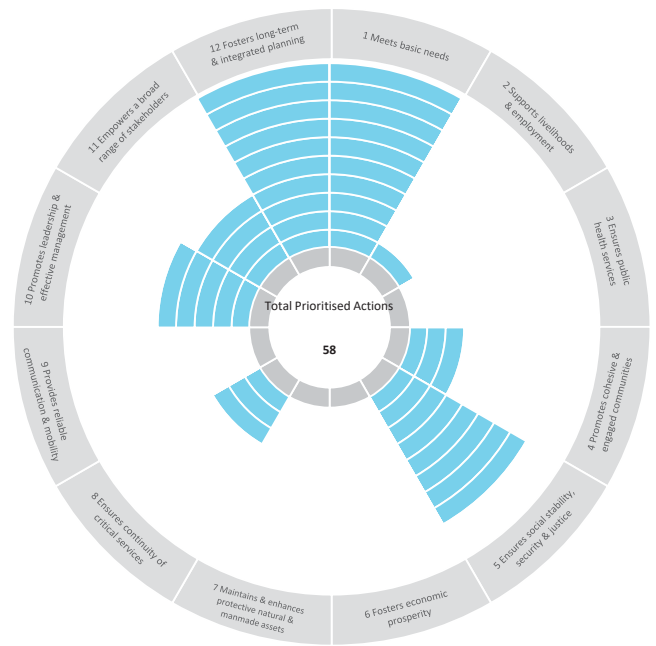 12 Fosters long-term
& integrated planning
1 Meets basic needs
2 Supports livelihoods
& employment
3 Ensures public
health services
4 Promotes cohesive &
engaged communities
5 Ensures social stability,
security & justice
6 Fosters economic
prosperity
7 Maintains & enhances
protective natural &
manmade assets
8 Ensures continuity of
critical services
9 Provides reliable
communication & mobility
10 Promotes leadership &
effective management
11 Empowers a broad
range of stakeholders
Total Prioritised Actions
58